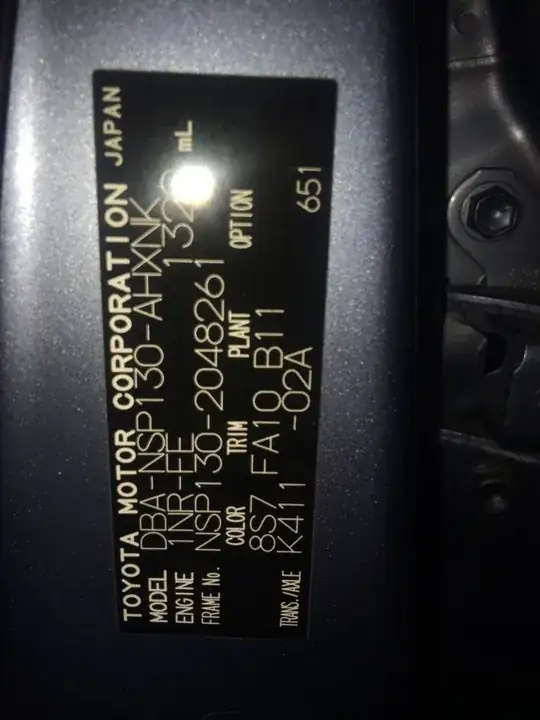 TOYOTA MOTOR CORPORATION JAPAN
MODEL DBA-NSP130-AHXNK
ENGINE 1NR-FE mL
FRAME No. NSP130-2048261
COLOR TRIM PLANT OPTION
8S7 FA10 B11 651
TRANS./AXLE K411 -02A